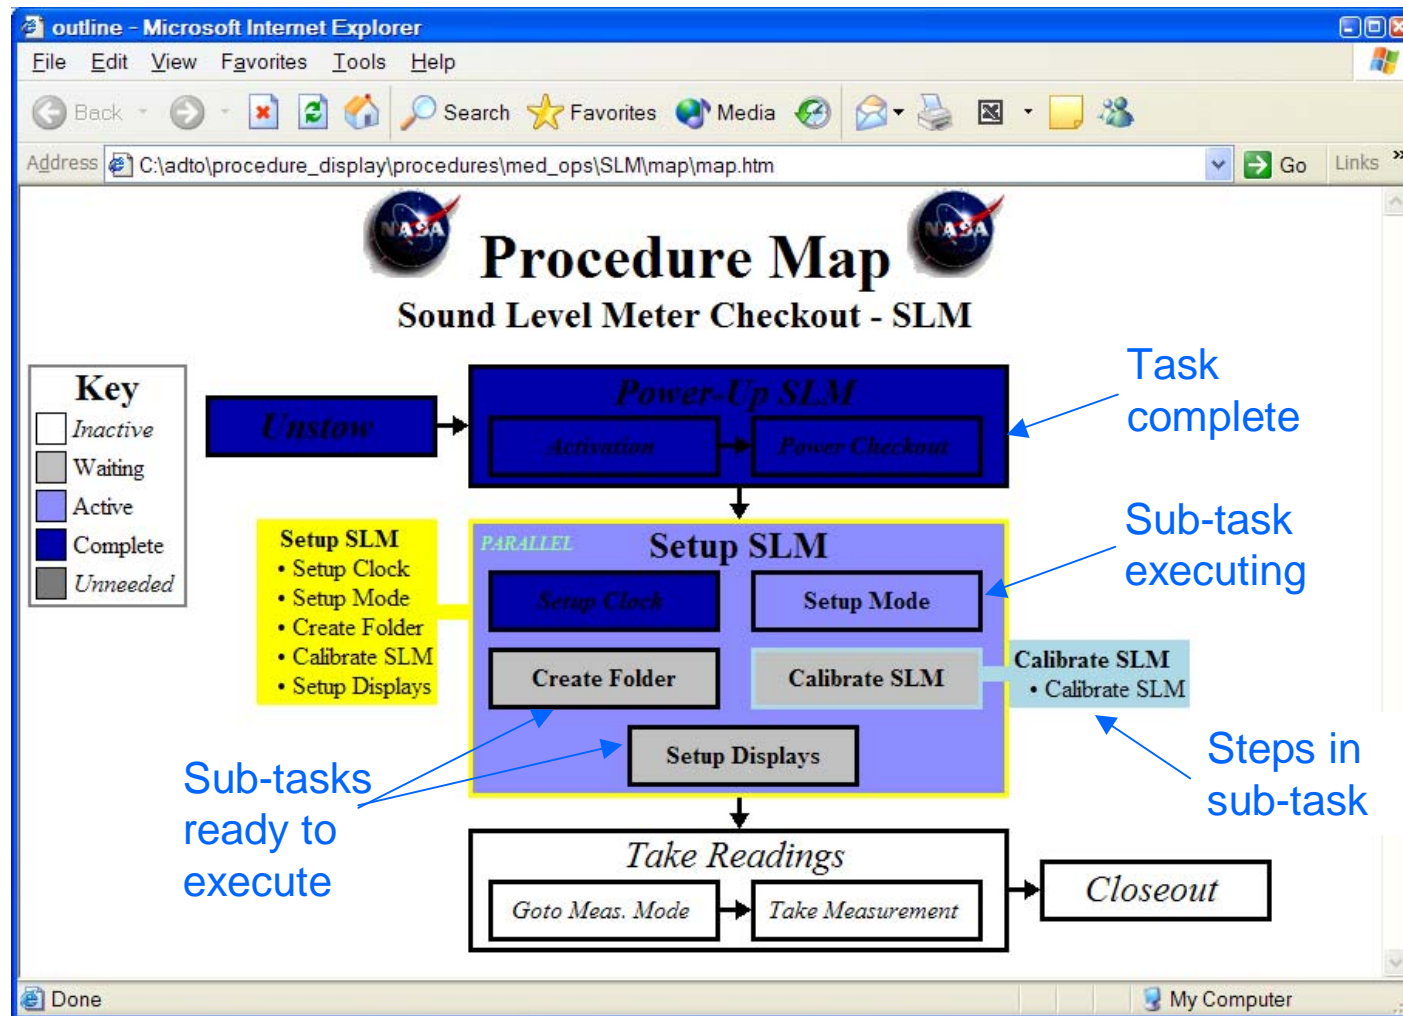 outline - Microsoft Internet Explorer
File Edit View Favorites Tools Help
Back Search Favorites Media
Address C:\adto\procedure_display\procedures\med_ops\SLM\map\map.htm Go Links »
NASA Procedure Map NASA
Sound Level Meter Checkout - SLM
Key
Inactive
Waiting
Active
Complete
Unneeded
Unstow
Power-Up SLM
Activation Power Checkout
Task
complete
Setup SLM
• Setup Clock
• Setup Mode
• Create Folder
• Calibrate SLM
• Setup Displays
PARALLEL Setup SLM
Setup Clock Setup Mode
Create Folder Calibrate SLM
Setup Displays
Sub-task
executing
Calibrate SLM
• Calibrate SLM
Steps in
sub-task
Sub-tasks
ready to
execute
Take Readings
Goto Meas. Mode Take Measurement
Closeout
Done My Computer